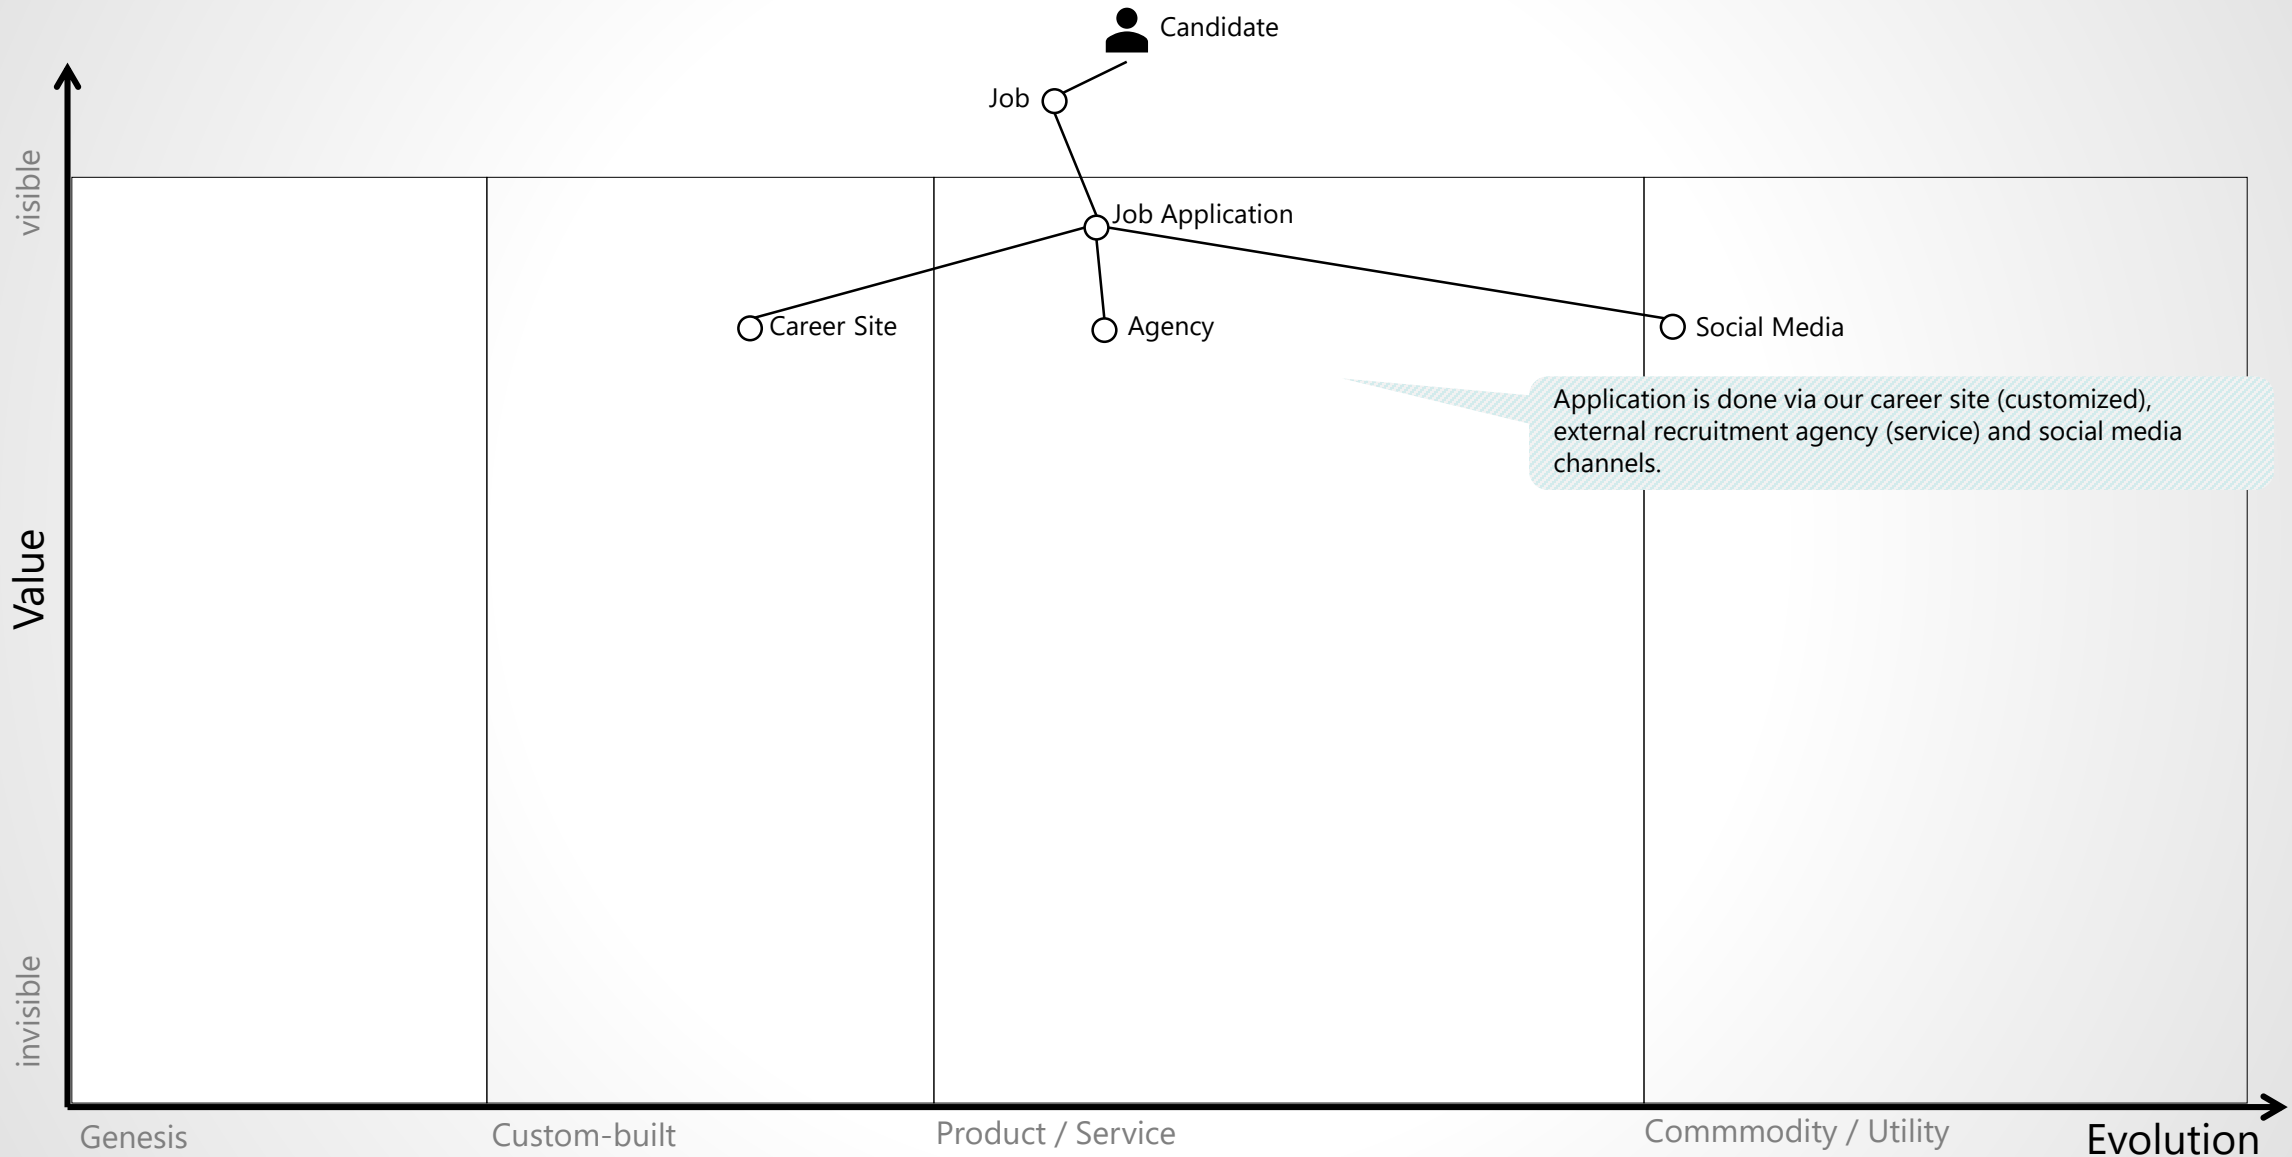 Candidate
Job
visible
Job Application
Career Site
Agency
Social Media
Application is done via our career site (customized),
external recruitment agency (service) and social media
channels.
Value
invisible
Genesis
Custom-built
Product / Service
Commmodity / Utility
Evolution